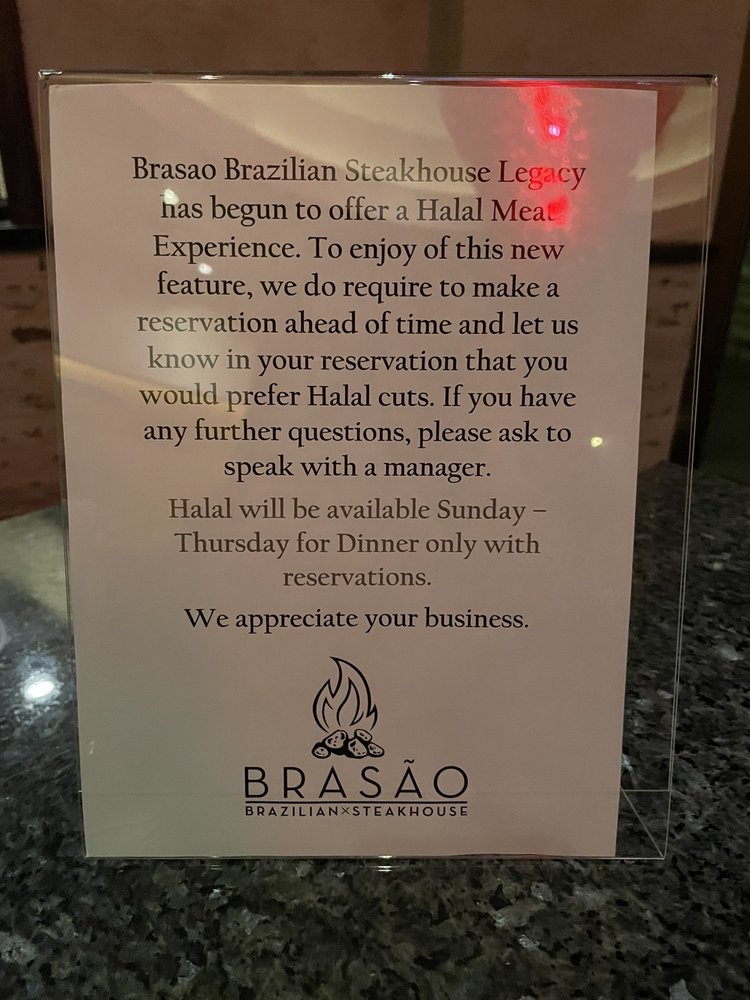 Brasao Brazilian Steakhouse Legacy
has begun to offer a Halal Meat
Experience. To enjoy of this new
feature, we do require to make a
reservation ahead of time and let us
know in your reservation that you
would prefer Halal cuts. If you have
any further questions, please ask to
speak with a manager.
Halal will be available Sunday –
Thursday for Dinner only with
reservations.
We appreciate your business.
BRASÃO
BRAZILIAN×STEAKHOUSE